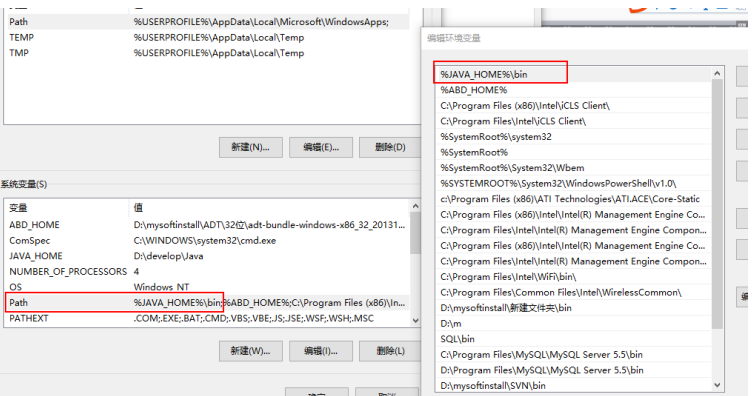 Path %USERPROFILE%\AppData\Local\Microsoft\WindowsApps;
TEMP %USERPROFILE%\AppData\Local\Temp
TMP %USERPROFILE%\AppData\Local\Temp
新建(N)...
编辑(E)...
删除(D)
系统变量(S)
变量 值
ABD_HOME D:\mysoftinstall\ADT\32位\adt-bundle-windows-x86_32_20131...
ComSpec C:\WINDOWS\system32\cmd.exe
JAVA_HOME D:\develop\Java
NUMBER_OF_PROCESSORS 4
OS Windows_NT
Path %JAVA_HOME%\bin;%ABD_HOME%;C:\Program Files (x86)\In...
PATHEXT .COM;.EXE;.BAT;.CMD;.VBS;.VBE;.JS;.JSE;.WSF;.WSH;.MSC
新建(W)...
编辑(I)...
删除(L)
编辑环境变量
%JAVA_HOME%\bin
%ABD_HOME%
C:\Program Files (x86)\Intel\iCLS Client\
C:\Program Files\Intel\iCLS Client\
%SystemRoot%\system32
%SystemRoot%
%SystemRoot%\System32\Wbem
%SYSTEMROOT%\System32\WindowsPowerShell\v1.0\
c:\Program Files (x86)\ATI Technologies\ATI.ACE\Core-Static
C:\Program Files (x86)\Intel\Intel(R) Management Engine Co...
C:\Program Files\Intel\Intel(R) Management Engine Compon...
C:\Program Files (x86)\Intel\Intel(R) Management Engine Co...
C:\Program Files\Intel\Intel(R) Management Engine Compon...
C:\Program Files\Intel\WiFi\bin\
C:\Program Files\Common Files\Intel\WirelessCommon\
D:\mysoftinstall\新建文件夹\bin
D:\m
SQL\bin
C:\Program Files\MySQL\MySQL Server 5.5\bin
D:\Program Files\MySQL\MySQL Server 5.5\bin
D:\mysoftinstall\SVN\bin